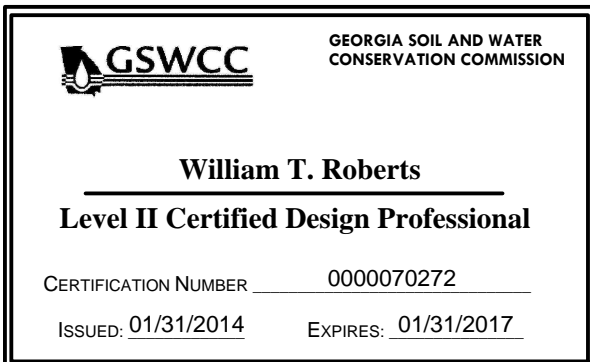 GSWCC
GEORGIA SOIL AND WATER
CONSERVATION COMMISSION
William T. Roberts
Level II Certified Design Professional
CERTIFICATION NUMBER 0000070272
ISSUED: 01/31/2014 EXPIRES: 01/31/2017